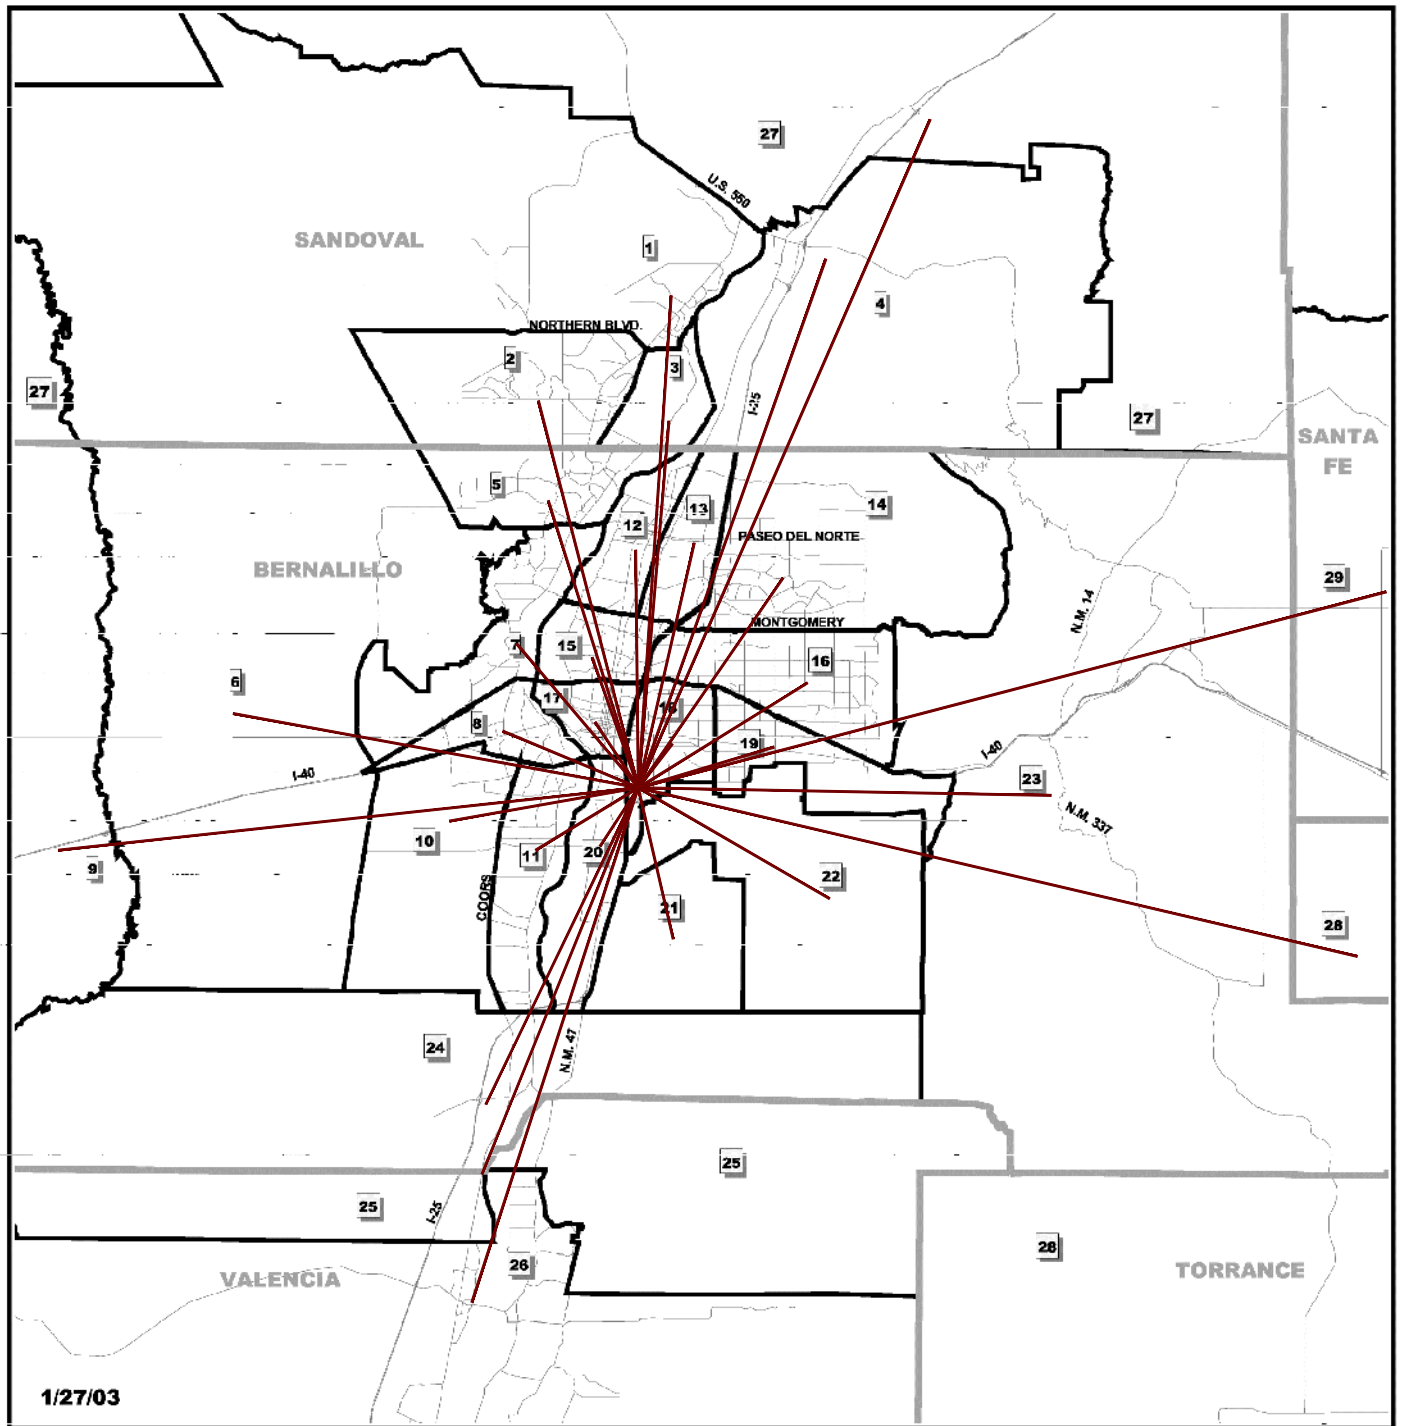 27
U.S. 550
SANDOVAL
1
4
NORTHERN BLVD.
2
3
27
I-25
27
SANTA
FE
5
14
13
12
PASEO DEL NORTE
BERNALILLO
29
N.M. 14
MONTGOMERY
7
15
16
6
17
18
8
19
I-40
I-40
23
N.M. 337
10
11
20
9
22
COORS
21
28
24
N.M. 47
25
25
I-25
28
26
VALENCIA
TORRANCE
1/27/03